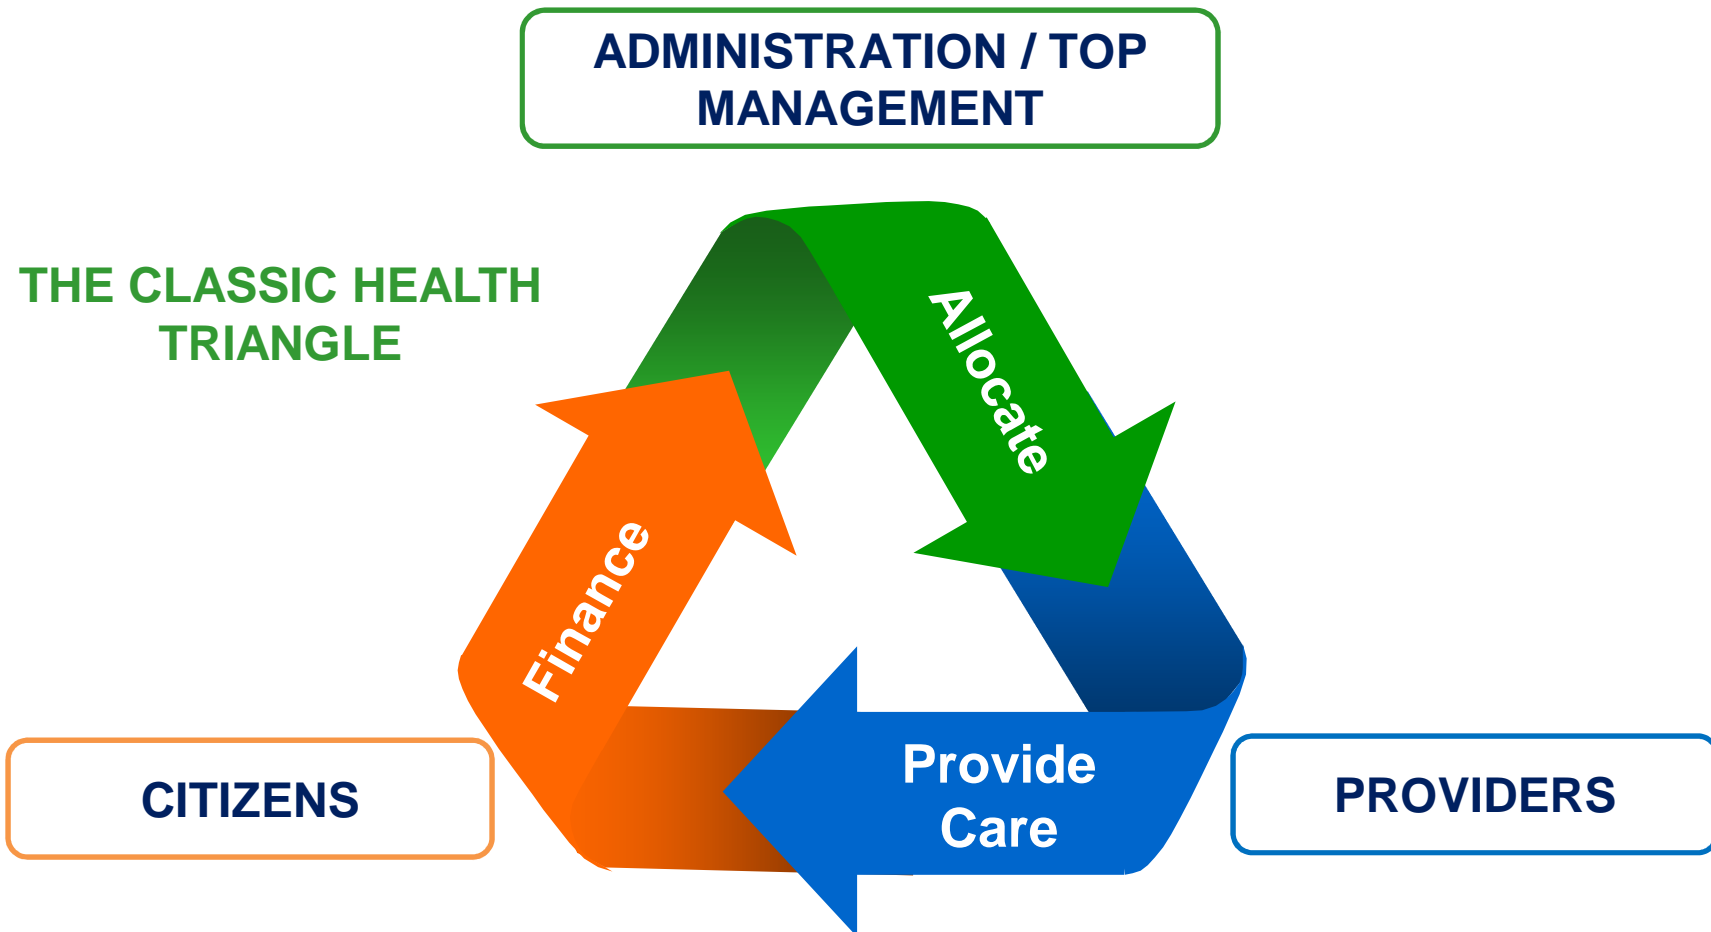 ADMINISTRATION / TOP
MANAGEMENT
THE CLASSIC HEALTH
TRIANGLE
Allocate
Finance
Provide
Care
CITIZENS
PROVIDERS